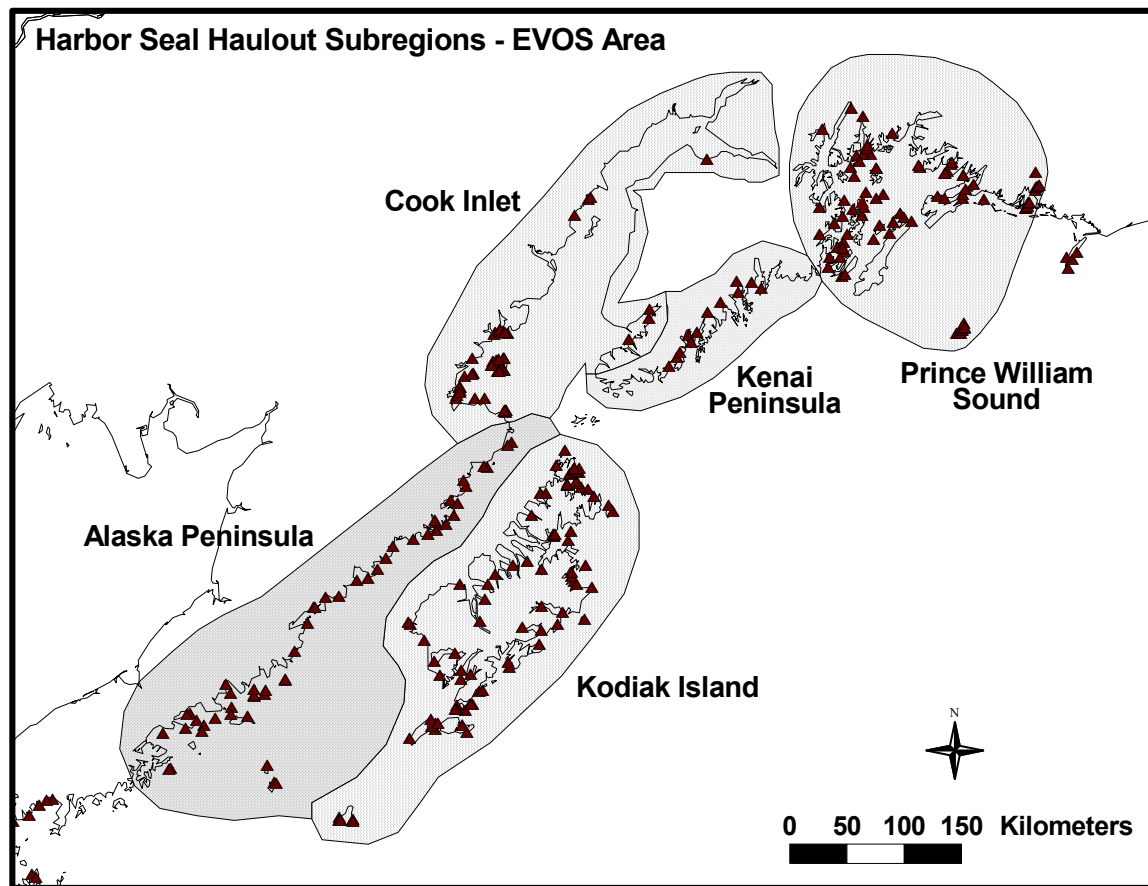 Harbor Seal Haulout Subregions - EVOS Area
Cook Inlet
Kenai
Peninsula
Prince William
Sound
Alaska Peninsula
Kodiak Island
N
0 50 100 150 Kilometers